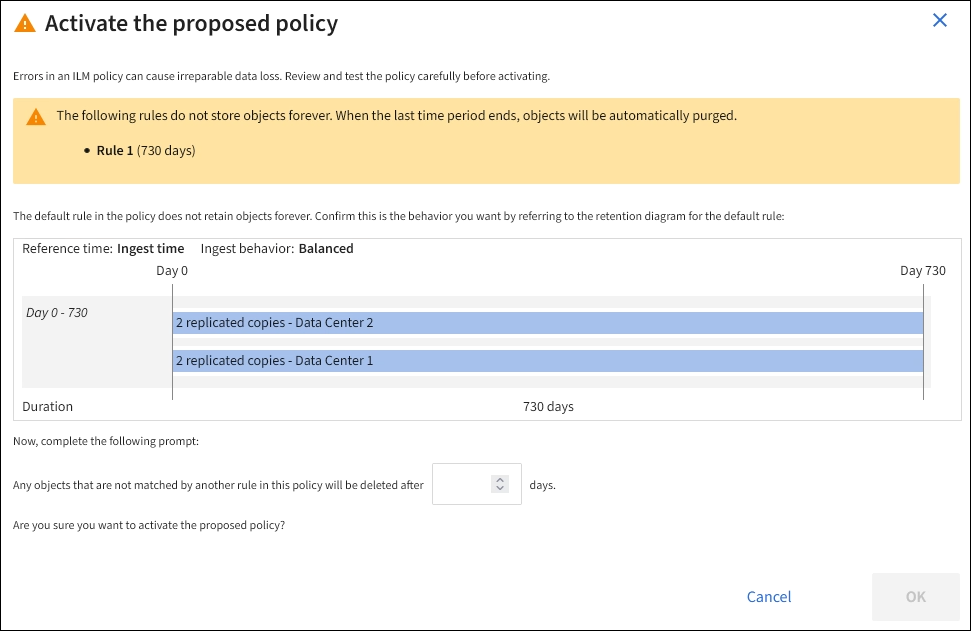 Activate the proposed policy
Errors in an ILM policy can cause irreparable data loss. Review and test the policy carefully before activating.
The following rules do not store objects forever. When the last time period ends, objects will be automatically purged.
• Rule 1 (730 days)
The default rule in the policy does not retain objects forever. Confirm this is the behavior you want by referring to the retention diagram for the default rule:
Reference time: Ingest time Ingest behavior: Balanced
Day 0 Day 730
Day 0 - 730
2 replicated copies - Data Center 2
2 replicated copies - Data Center 1
Duration 730 days
Now, complete the following prompt:
Any objects that are not matched by another rule in this policy will be deleted after days.
Are you sure you want to activate the proposed policy?
Cancel OK